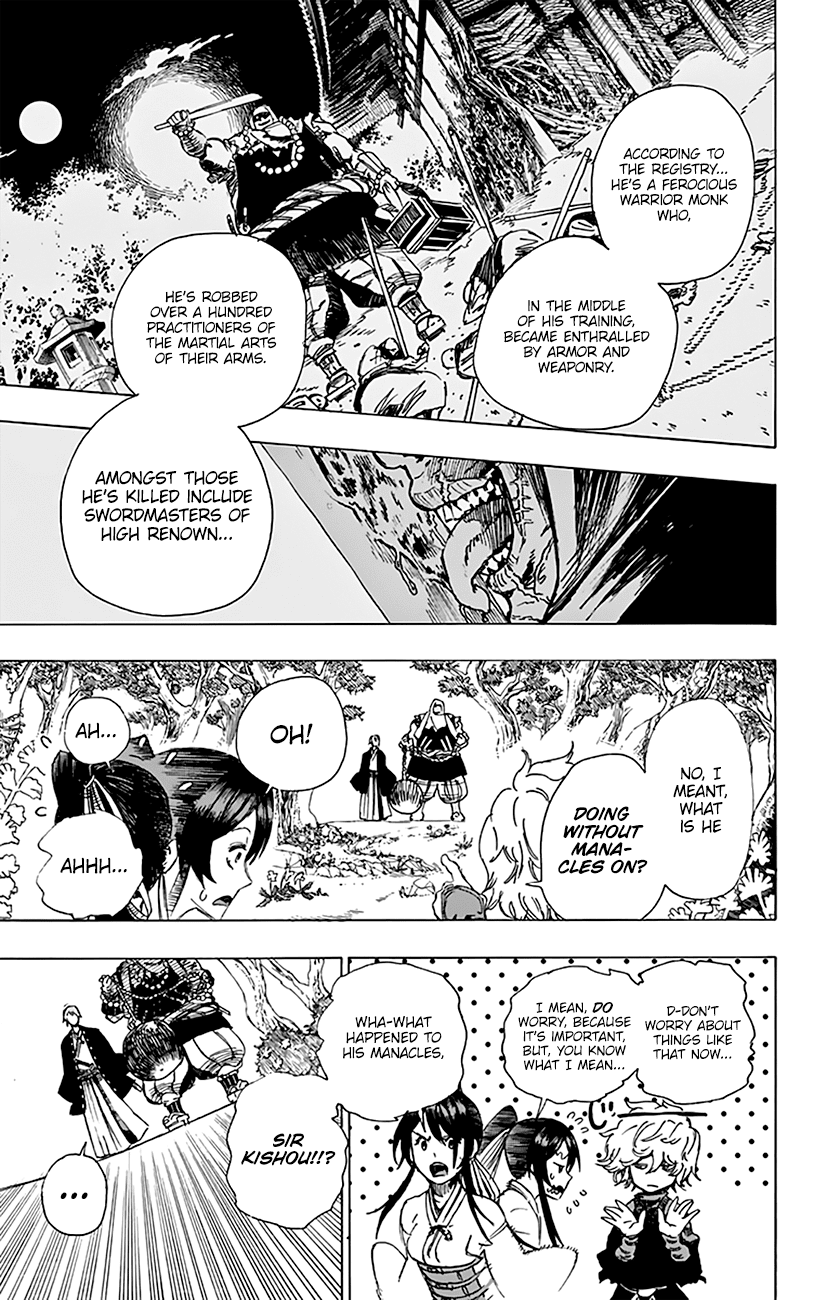 ACCORDING TO
THE REGISTRY...
HE'S A FEROCIOUS
WARRIOR MONK
WHO,
IN THE MIDDLE
OF HIS TRAINING,
BECAME ENTHRALLED
BY ARMOR AND
WEAPONRY.
HE'S ROBBED
OVER A HUNDRED
PRACTITIONERS OF
THE MARTIAL ARTS
OF THEIR ARMS.
AMONGST THOSE
HE'S KILLED INCLUDE
SWORDMASTERS OF
HIGH RENOWN...
NO, I
MEANT,
WHAT
IS HE
DOING
WITHOUT
MANA-
CLES ON?
OH!
AH...
AHHH...
D-DON'T
WORRY ABOUT
THINGS LIKE
THAT NOW...
I MEAN, DO
WORRY, BECAUSE
IT'S IMPORTANT,
BUT, YOU KNOW
WHAT I MEAN...
じー
WHA-WHAT
HAPPENED TO
HIS MANACLES,
SIR
KISHOU!!?
...